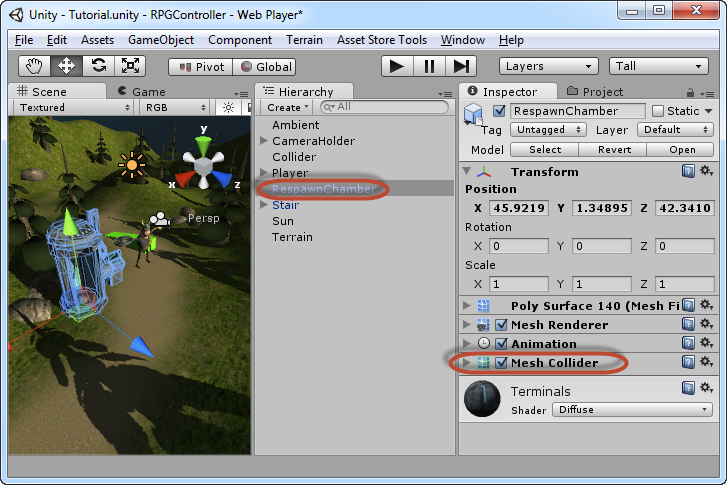 Unity - Tutorial.unity - RPGController - Web Player*
File Edit Assets GameObject Component Terrain Asset Store Tools Window Help
Pivot Global Layers Tall
Scene Game
Textured RGB
y
x z
Persp
Hierarchy
Create All
Ambient
CameraHolder
Collider
Player
RespawnChamber
Stair
Sun
Terrain
Inspector Project
RespawnChamber Static
Tag Untagged Layer Default
Model Select Revert Open
Transform
Position
X 45.9219 Y 1.34895 Z 42.3410
Rotation
X 0 Y 0 Z 0
Scale
X 1 Y 1 Z 1
Poly Surface 140 (Mesh Fi
Mesh Renderer
Animation
Mesh Collider
Terminals
Shader Diffuse